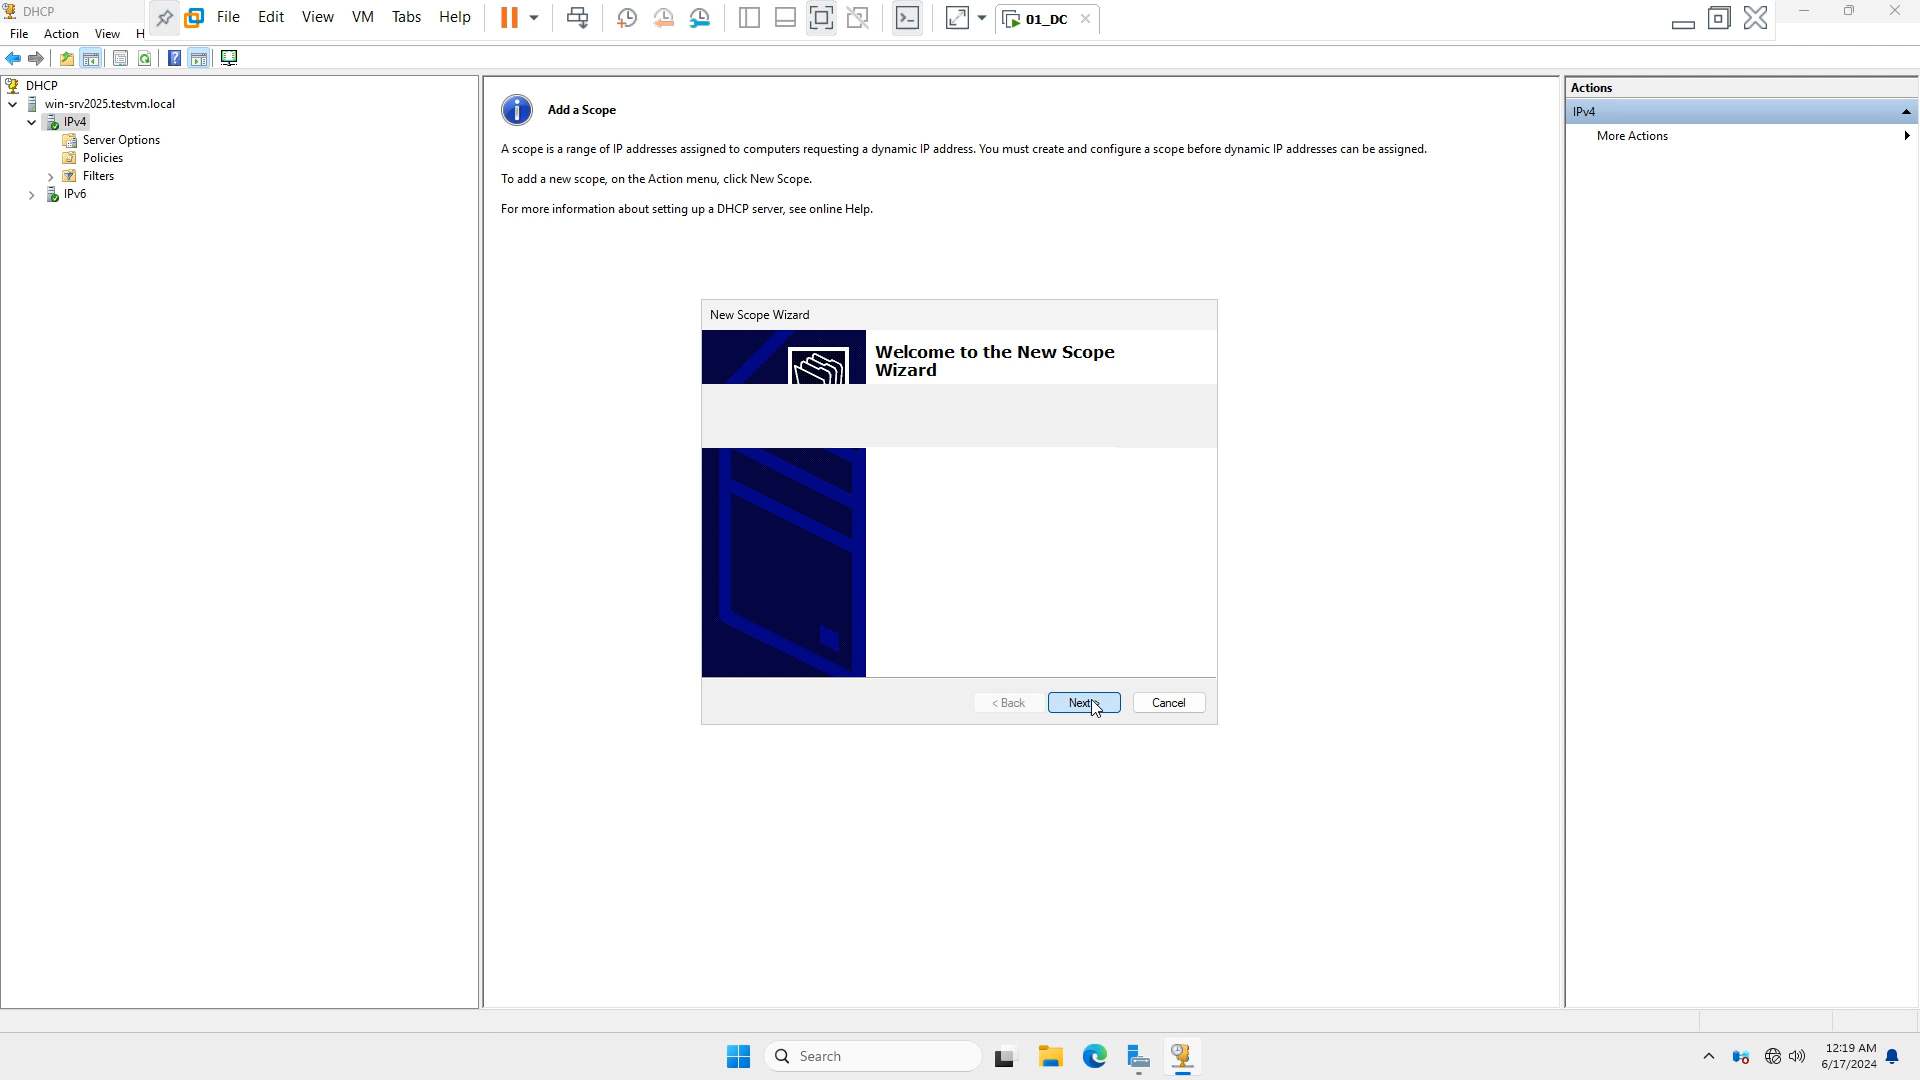 DHCP
File Edit View VM Tabs Help
01_DC
File Action View H
DHCP
win-srv2025.testvm.local
IPv4
Server Options
Policies
Filters
IPv6
Add a Scope
A scope is a range of IP addresses assigned to computers requesting a dynamic IP address. You must create and configure a scope before dynamic IP addresses can be assigned.
To add a new scope, on the Action menu, click New Scope.
For more information about setting up a DHCP server, see online Help.
New Scope Wizard
Welcome to the New Scope
Wizard
< Back Next Cancel
Actions
IPv4
More Actions
Search
12:19 AM
6/17/2024